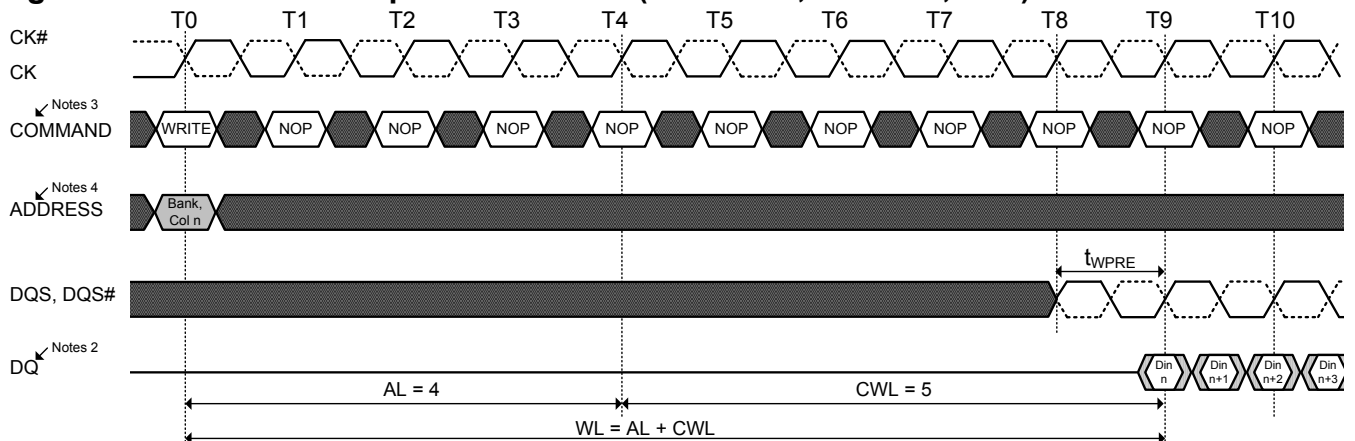 T0 T1 T2 T3 T4 T5 T6 T7 T8 T9 T10
CK#
CK
Notes 3
COMMAND
WRITE NOP NOP NOP NOP NOP NOP NOP NOP NOP NOP
Notes 4
ADDRESS
Bank,
Col n
tWPRE
DQS, DQS#
Notes 2
DQ
Din
n
Din
n+1
Din
n+2
Din
n+3
AL = 4
CWL = 5
WL = AL + CWL